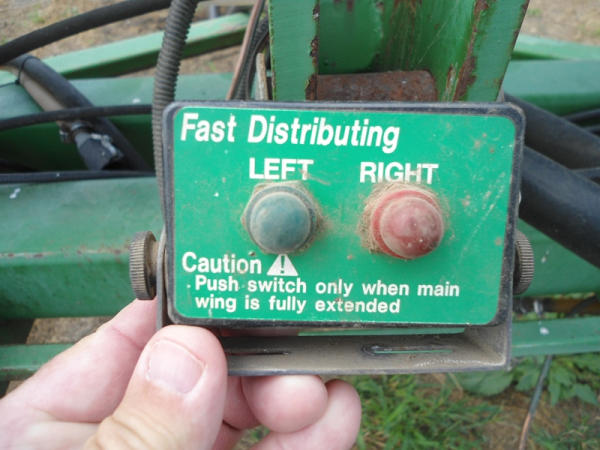 Fast Distributing
LEFT RIGHT
Caution
Push switch only when main
wing is fully extended